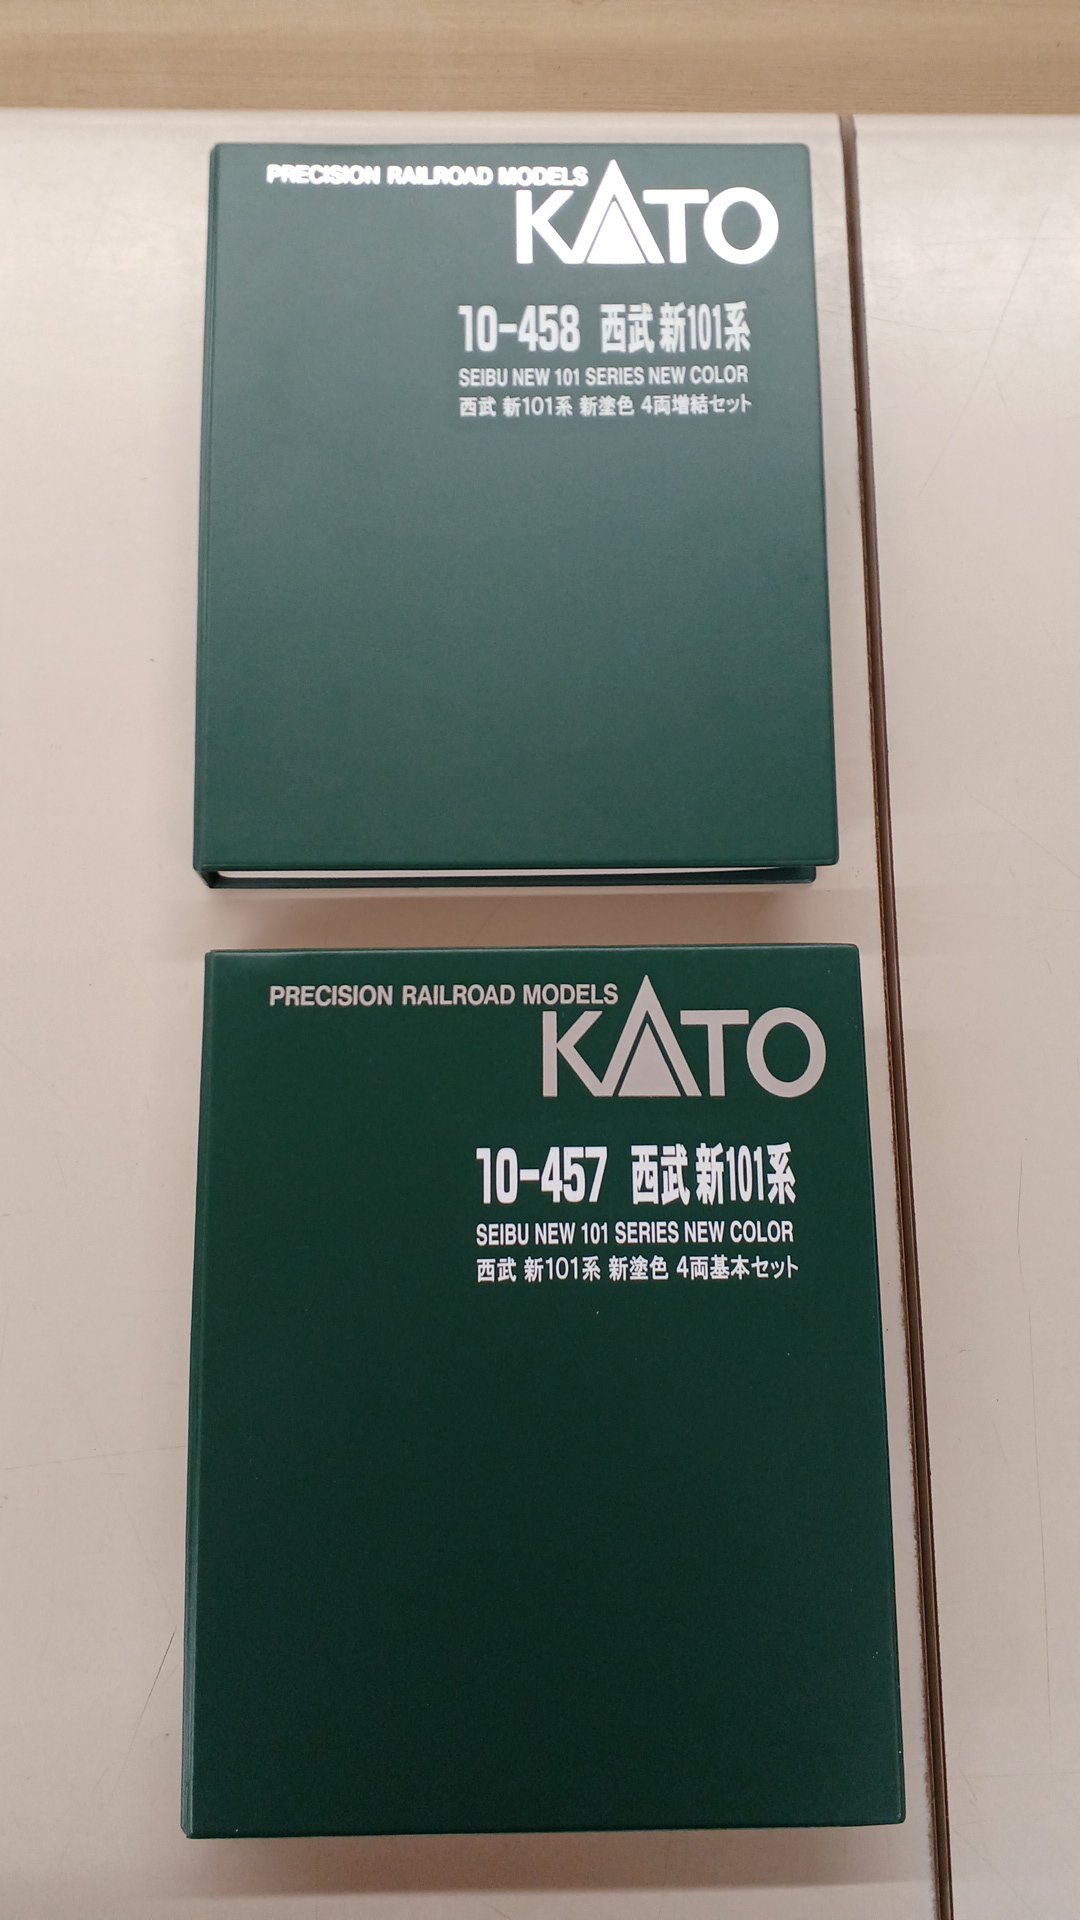 PRECISION RAILROAD MODELS
KATO
10-458 西武 新101系
SEIBU NEW 101 SERIES NEW COLOR
西武 新101系 新塗色 4両増結セット
PRECISION RAILROAD MODELS
KATO
10-457 西武 新101系
SEIBU NEW 101 SERIES NEW COLOR
西武 新101系 新塗色 4両基本セット